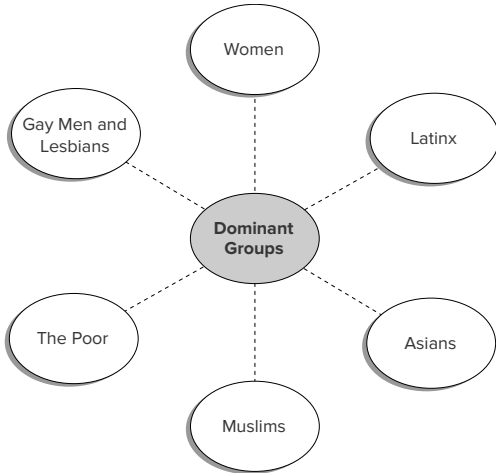 Women
Gay Men and
Lesbians
Latinx
Dominant
Groups
The Poor
Asians
Muslims